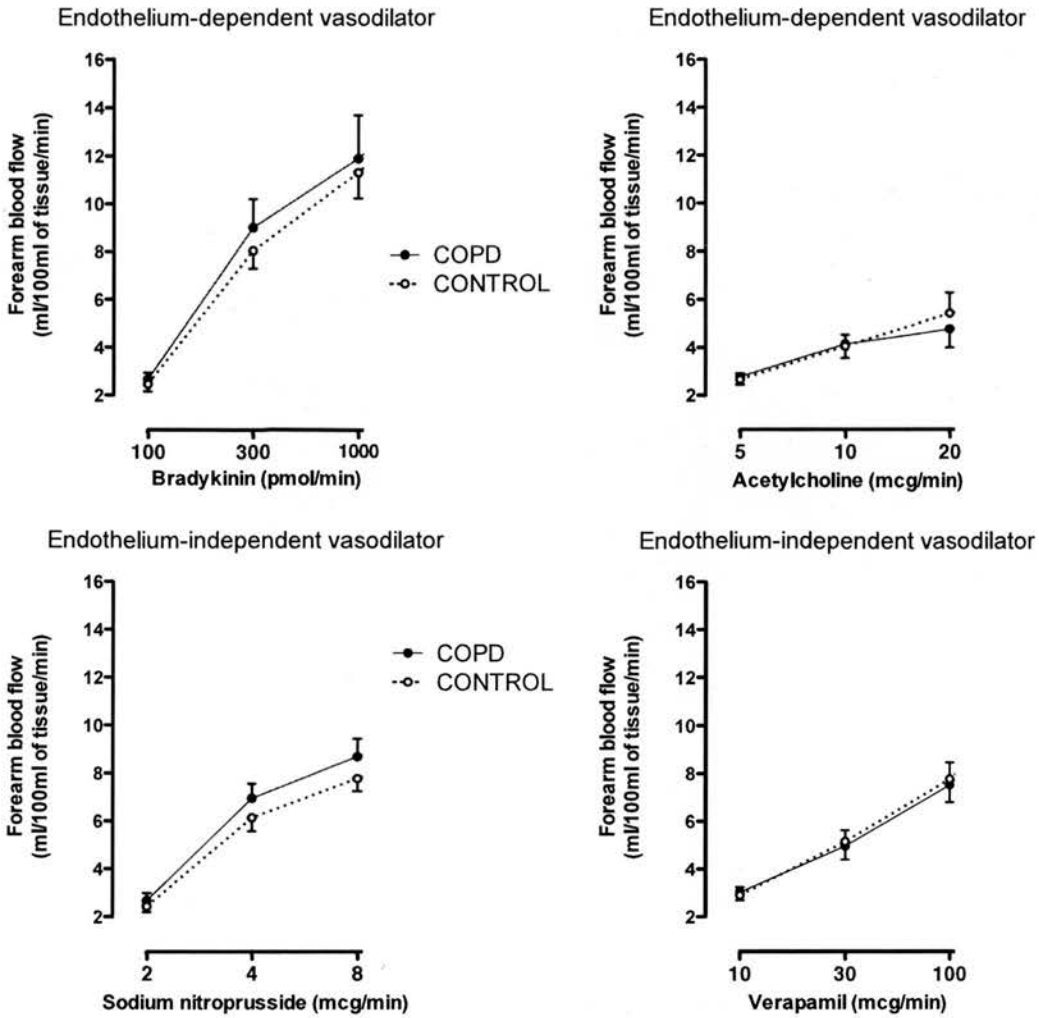 Endothelium-dependent vasodilator
Forearm blood flow
(ml/100ml of tissue/min)
16
14
12
10
8
6
4
2
100
300
1000
Bradykinin (pmol/min)
COPD
CONTROL
Endothelium-dependent vasodilator
Forearm blood flow
(ml/100ml of tissue/min)
16
14
12
10
8
6
4
2
5
10
20
Acetylcholine (mcg/min)
Endothelium-independent vasodilator
Forearm blood flow
(ml/100ml of tissue/min)
16
14
12
10
8
6
4
2
2
4
8
Sodium nitroprusside (mcg/min)
COPD
CONTROL
Endothelium-independent vasodilator
Forearm blood flow
(ml/100ml of tissue/min)
16
14
12
10
8
6
4
2
10
30
100
Verapamil (mcg/min)